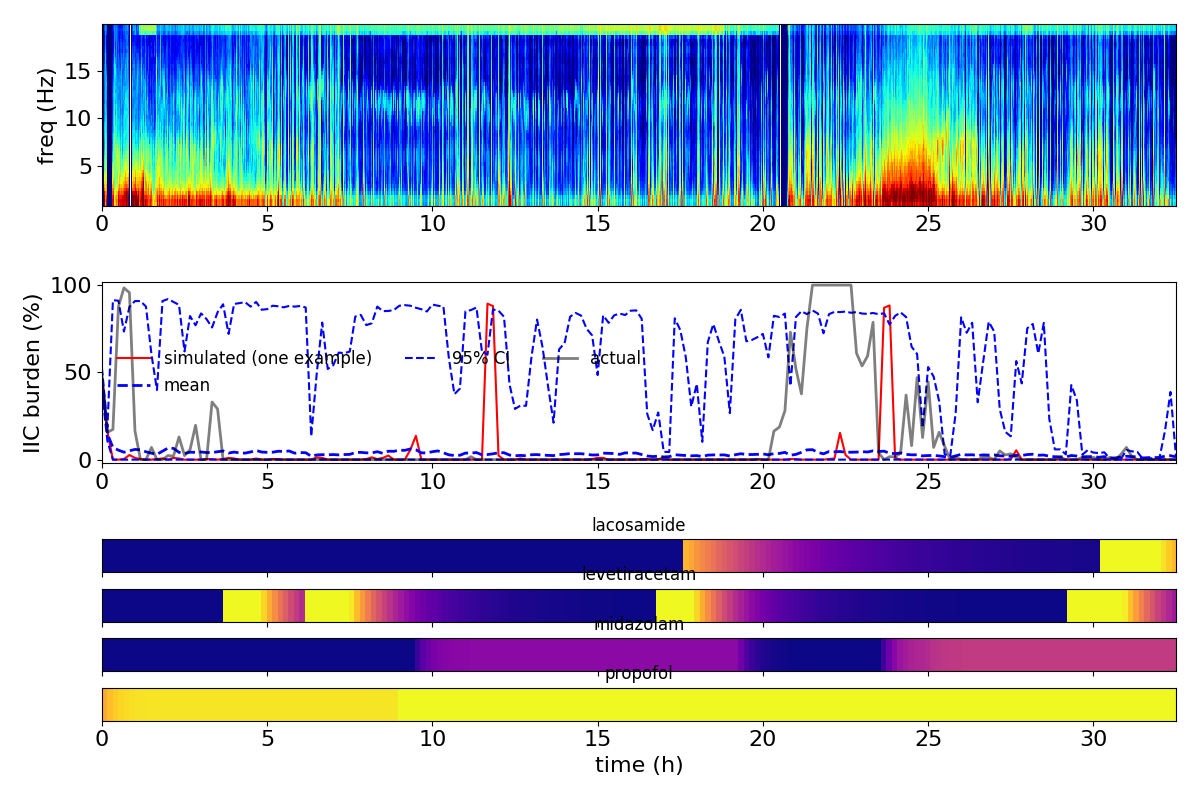 freq (Hz)
15
10
5
0 5 10 15 20 25 30
IIC burden (%)
100
50
0
simulated (one example) 95% CI actual
mean
0 5 10 15 20 25 30
lacosamide
levetiracetam
midazolam
propofol
0 5 10 15 20 25 30
time (h)